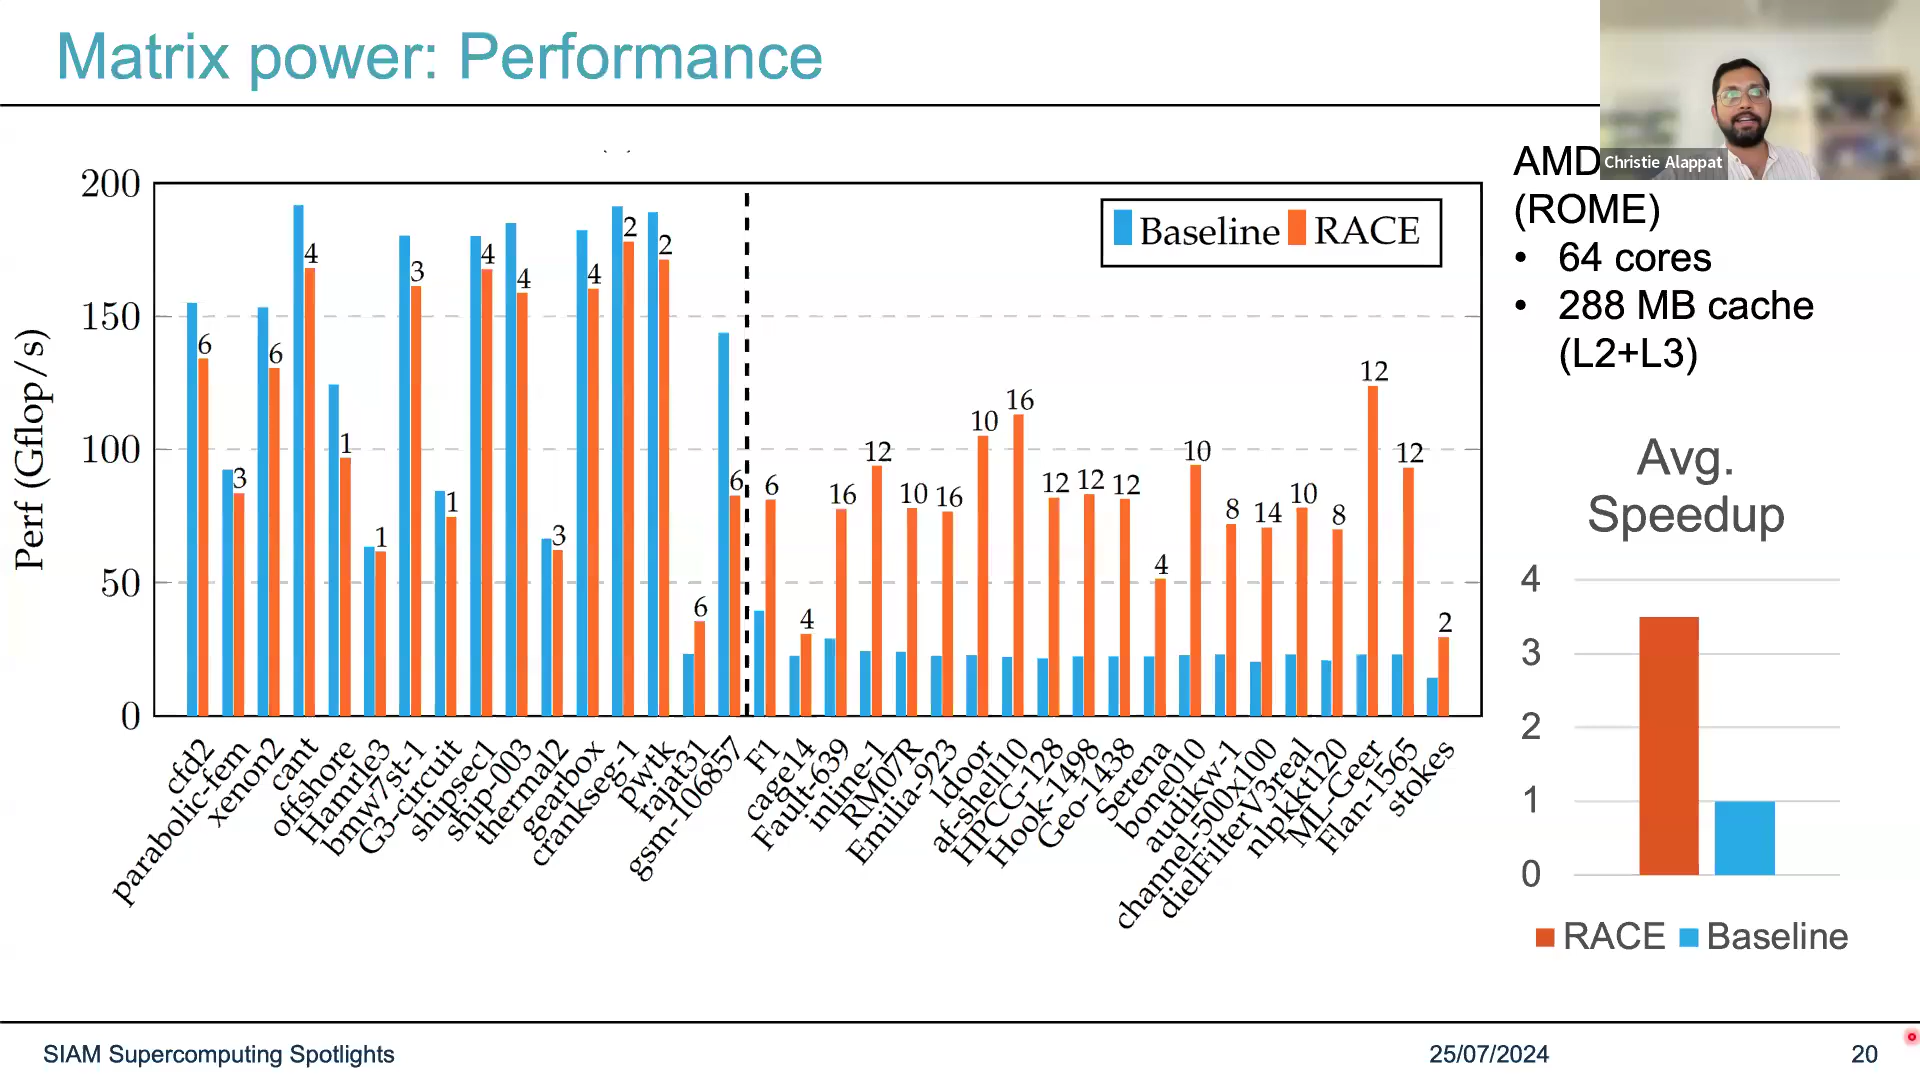 Matrix power: Performance
Christie Alappat
AMD
(ROME)
• 64 cores
• 288 MB cache
(L2+L3)
Perf (Gflop/s)
200
150
100
50
0
Baseline RACE
6
3
6
4
1
1
3
1
4
4
3
4
2
2
6
6
6
4
16
12
10
16
10
16
12
12
12
4
10
8
14
10
8
12
12
2
cfd2
parabolic-fem
xenon2
cant
offshore
Hamrle3
bmw7st-1
G3-circuit
shipsec1
ship-003
thermal2
gearbox
crankseg-1
pwtk
rajat31
gsm-106857
F1
cage14
Fault-639
inline-1
RM07R
Emilia-923
ldoor
af-shell10
HPCG-128
Hook-1498
Geo-1438
Serena
bone010
audikw-1
channel-500x100
dielFilterV3real
nlpkkt120
ML-Geer
Flan-1565
stokes
Avg.
Speedup
4
3
2
1
0
RACE Baseline
SIAM Supercomputing Spotlights
25/07/2024
20